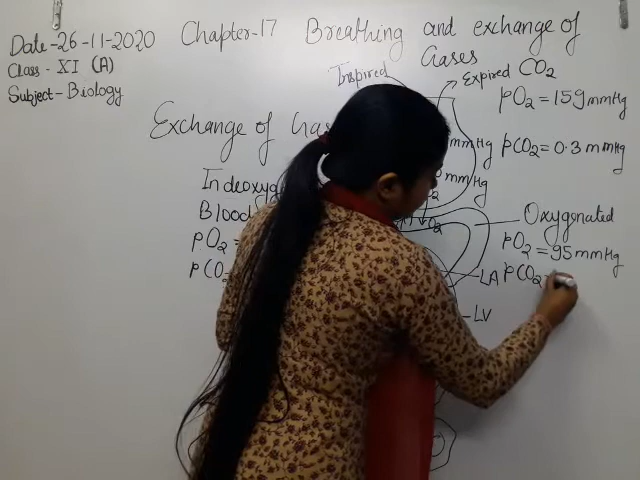 Date-26-11-2020 Chapter-17 Breathing and exchange of Gases
Class - XI (A)
Subject-Biology
Inspired
Expired CO2
pO2 = 159 mmHg
Exchange of
mmHg
pCO2 = 0.3 mmHg
mmHg
In deoxyg
Blood
O2
Oxygenated
pO2 =
pO2 = 95 mmHg
pCO2
LA
pCO2 =
LV